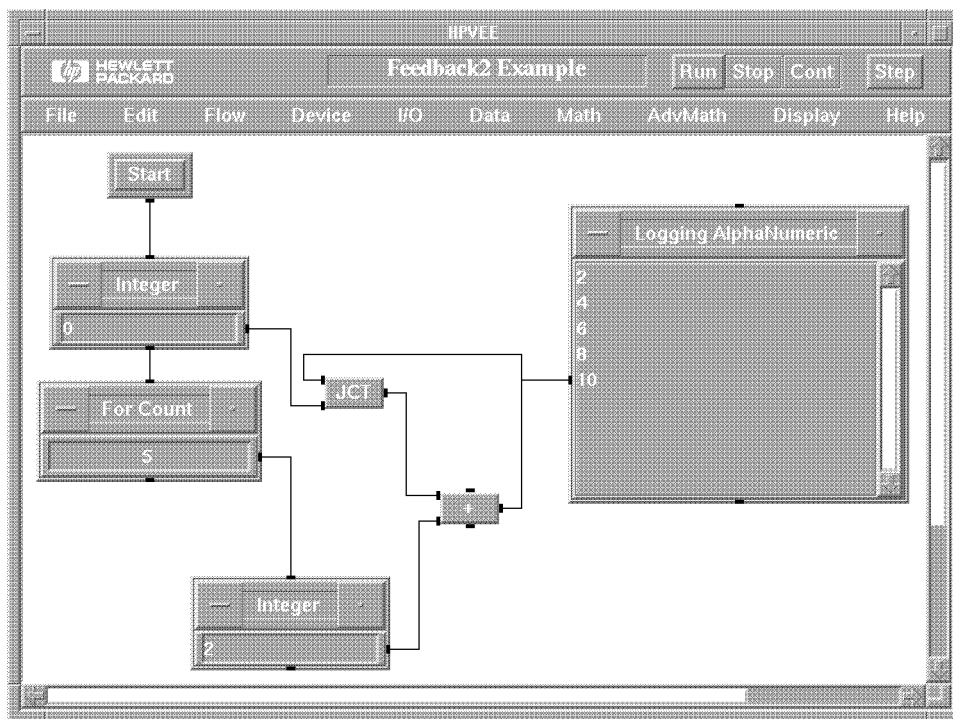 HPVEE
HEWLETT PACKARD Feedback2 Example Run Stop Cont Step
File Edit Flow Device I/O Data Math AdvMath Display Help
Start
Integer
0
For Count
5
JCT
+
Integer
2
Logging AlphaNumeric
2
4
6
8
10